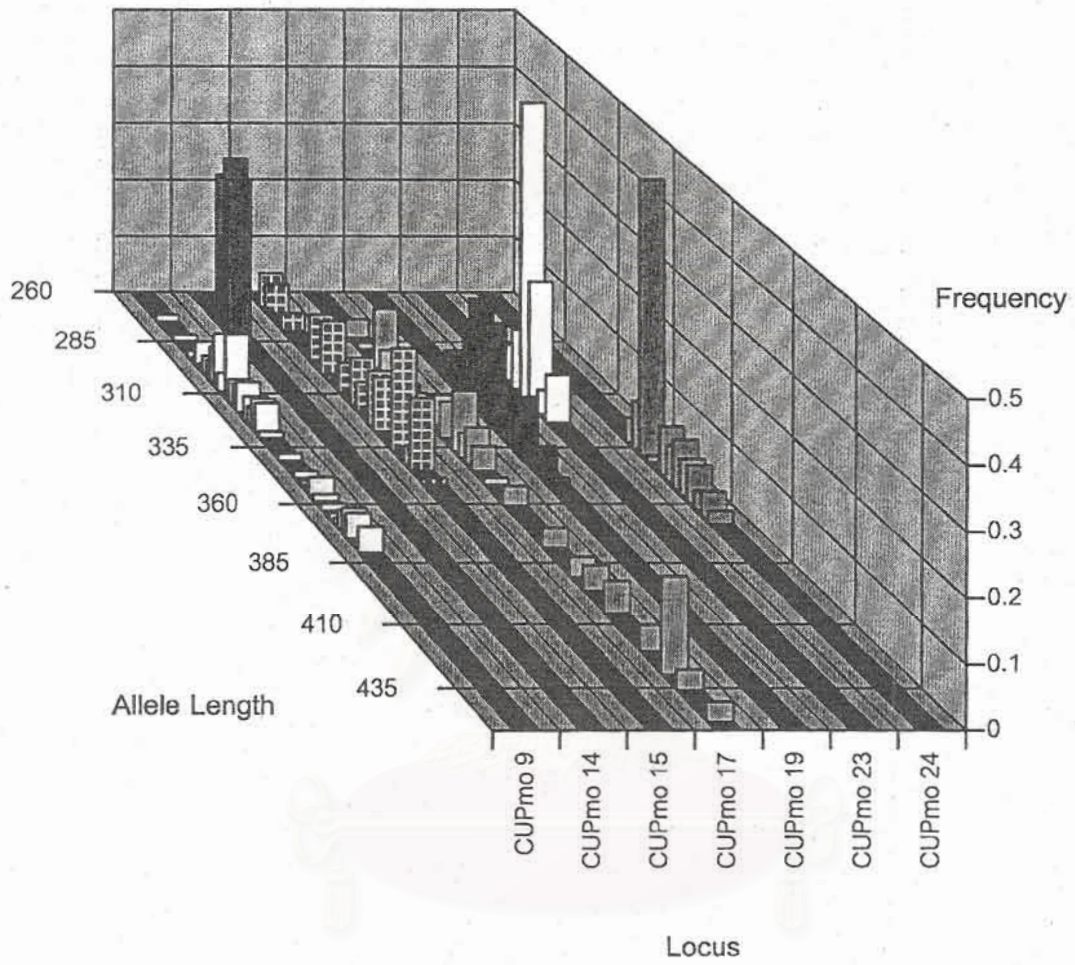 260
285
310
335
360
385
410
435
Allele Length
Frequency
0.5
0.4
0.3
0.2
0.1
0
CUPmo 9
CUPmo 14
CUPmo 15
CUPmo 17
CUPmo 19
CUPmo 23
CUPmo 24
Locus